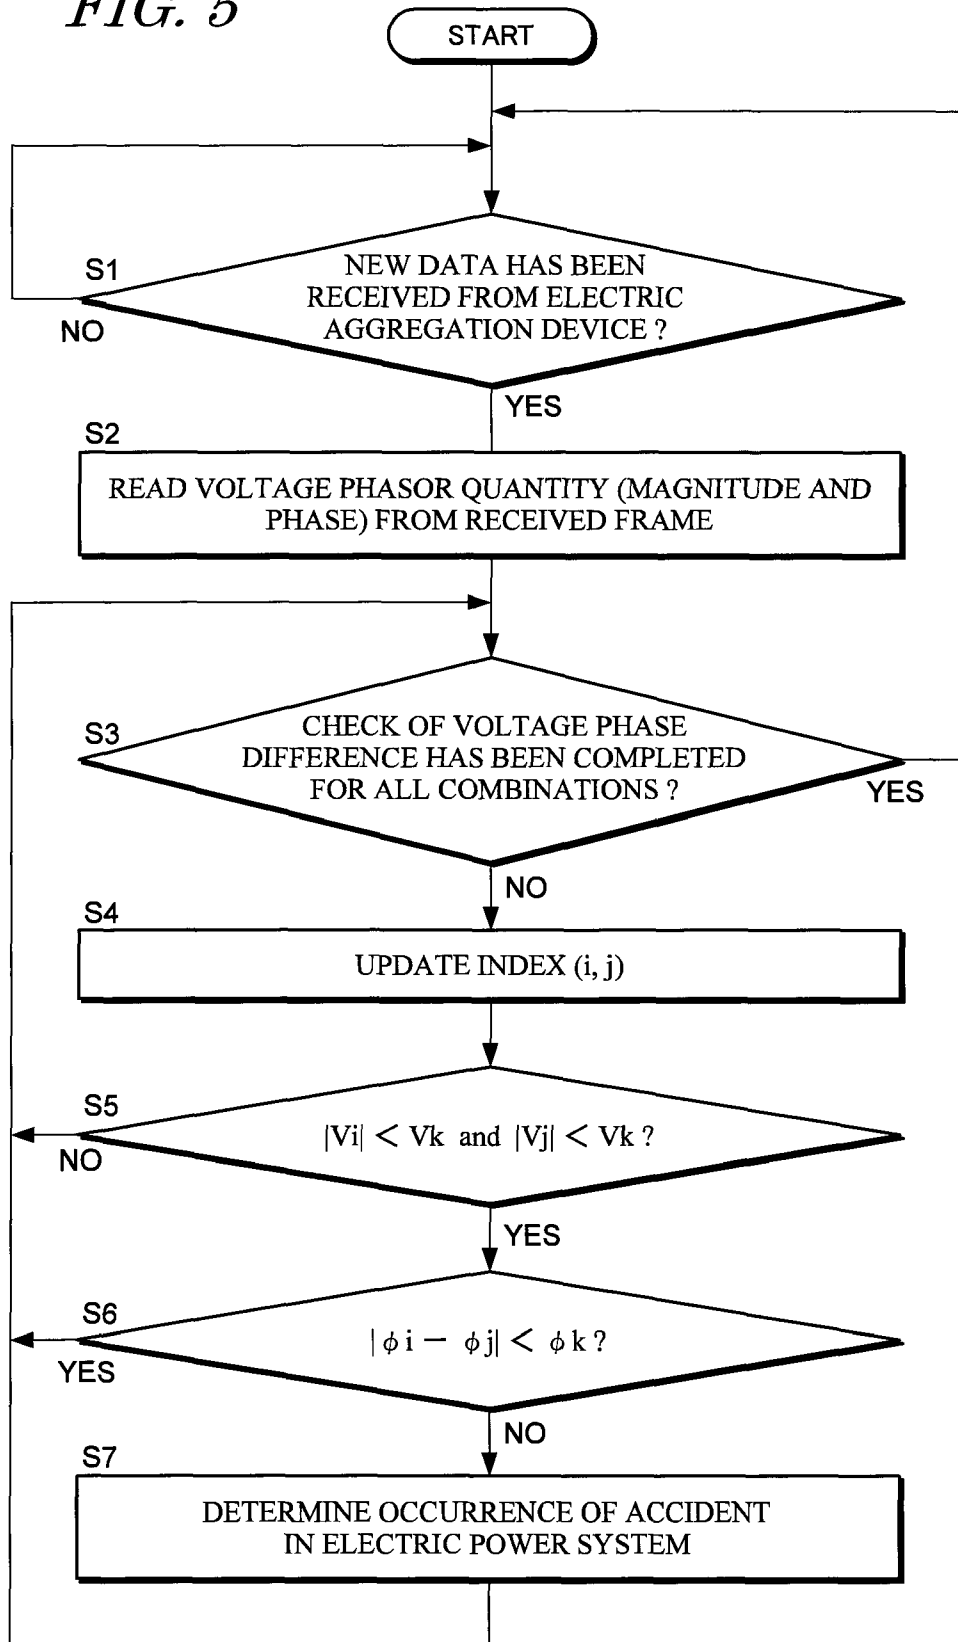 FIG. 5
START
S1
NEW DATA HAS BEEN
RECEIVED FROM ELECTRIC
AGGREGATION DEVICE ?
NO
YES
S2
READ VOLTAGE PHASOR QUANTITY (MAGNITUDE AND
PHASE) FROM RECEIVED FRAME
S3
CHECK OF VOLTAGE PHASE
DIFFERENCE HAS BEEN COMPLETED
FOR ALL COMBINATIONS ?
YES
NO
S4
UPDATE INDEX (i, j)
S5
|Vi| < Vk and |Vj| < Vk ?
NO
YES
S6
|ϕi − ϕj| < ϕk ?
YES
NO
S7
DETERMINE OCCURRENCE OF ACCIDENT
IN ELECTRIC POWER SYSTEM